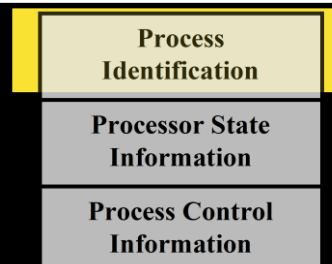 Process
Identification
Processor State
Information
Process Control
Information